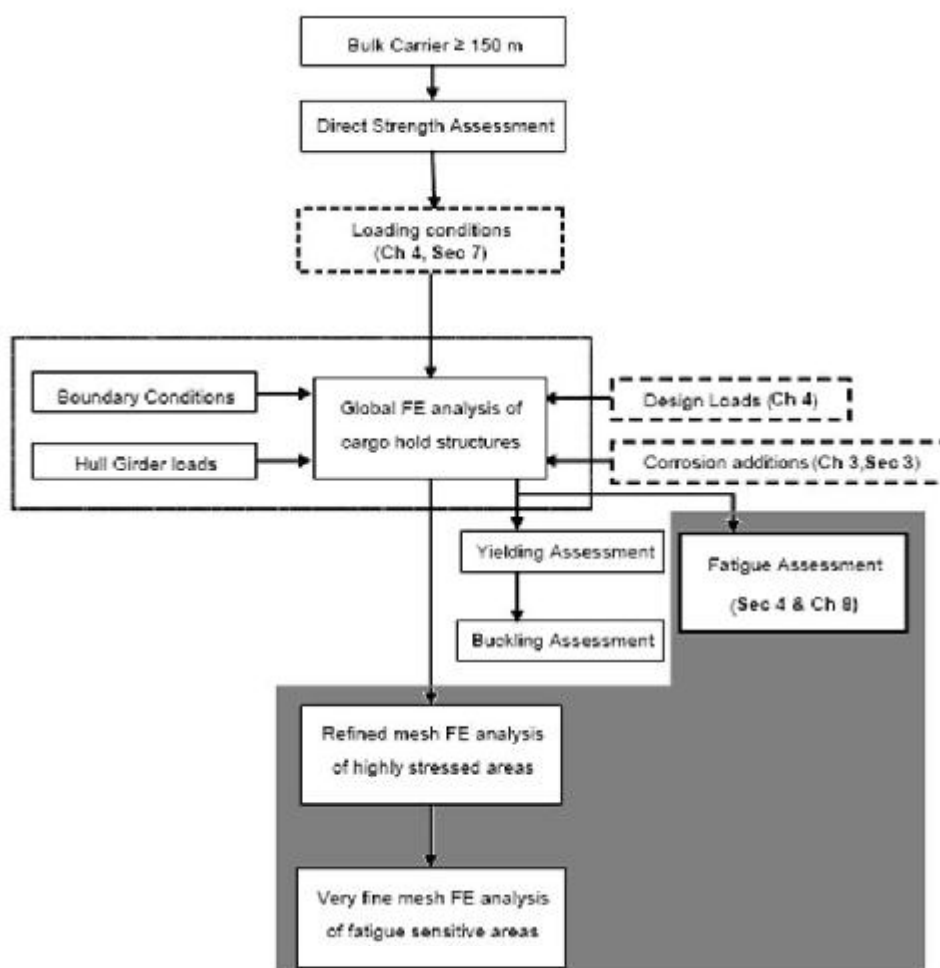 Bulk Carrier ≥ 150 m
Direct Strength Assessment
Loading conditions
(Ch 4, Sec 7)
Boundary Conditions
Hull Girder loads
Global FE analysis of
cargo hold structures
Design Loads (Ch 4)
Corrosion additions (Ch 3,Sec 3)
Yielding Assessment
Buckling Assessment
Fatigue Assessment
(Sec 4 & Ch 8)
Refined mesh FE analysis
of highly stressed areas
Very fine mesh FE analysis
of fatigue sensitive areas